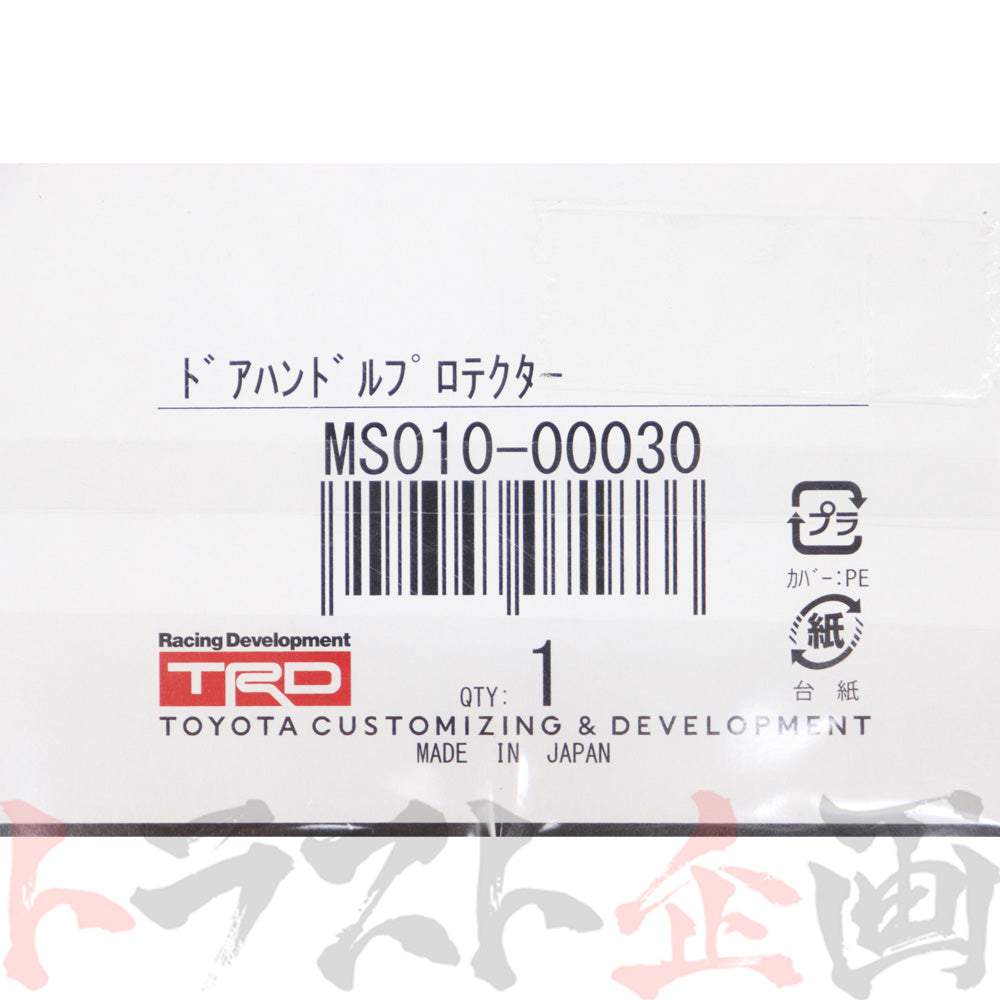 ﾄﾞｱﾊﾝﾄﾞﾙﾌﾟﾛﾃｸﾀｰ
MS010-00030
プラ
ｶﾊﾞｰ:PE
紙
台紙
Racing Development
TRD
QTY: 1
TOYOTA CUSTOMIZING & DEVELOPMENT
MADE IN JAPAN
トラスト企画